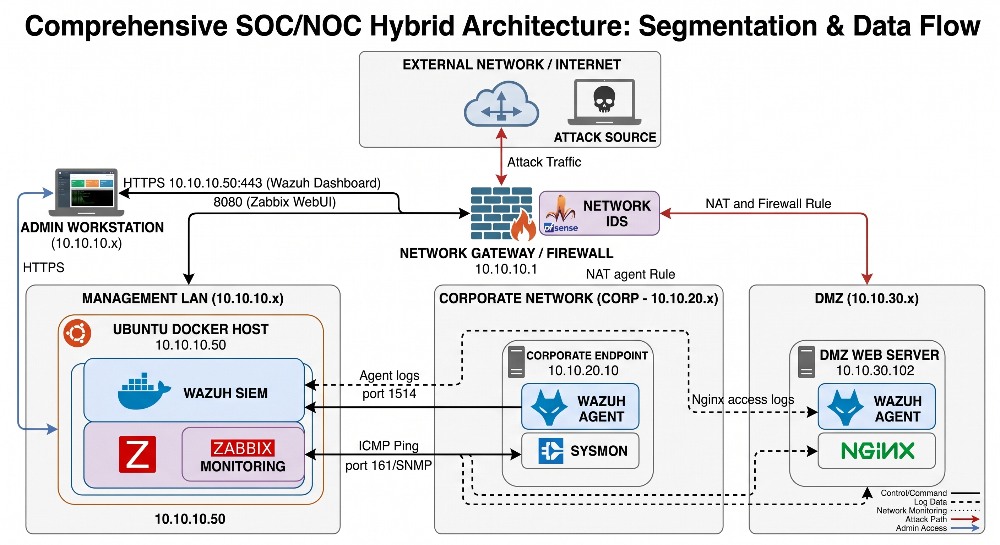 Comprehensive SOC/NOC Hybrid Architecture: Segmentation & Data Flow
EXTERNAL NETWORK / INTERNET
ATTACK SOURCE
Attack Traffic
HTTPS 10.10.10.50:443 (Wazuh Dashboard)
8080 (Zabbix WebUI)
ADMIN WORKSTATION
(10.10.10.x)
HTTPS
NETWORK
IDS
pfsense
NAT and Firewall Rule
NETWORK GATEWAY / FIREWALL
10.10.10.1
NAT agent Rule
MANAGEMENT LAN (10.10.10.x)
UBUNTU DOCKER HOST
10.10.10.50
WAZUH SIEM
Z
ZABBIX
MONITORING
10.10.10.50
Agent logs
port 1514
ICMP Ping
port 161/SNMP
CORPORATE NETWORK (CORP - 10.10.20.x)
CORPORATE ENDPOINT
10.10.20.10
WAZUH
AGENT
SYSMON
Nginx access logs
DMZ (10.10.30.x)
DMZ WEB SERVER
10.10.30.102
WAZUH
AGENT
NGINX
Control/Command
Log Data
Network Monitoring
Attack Path
Admin Access